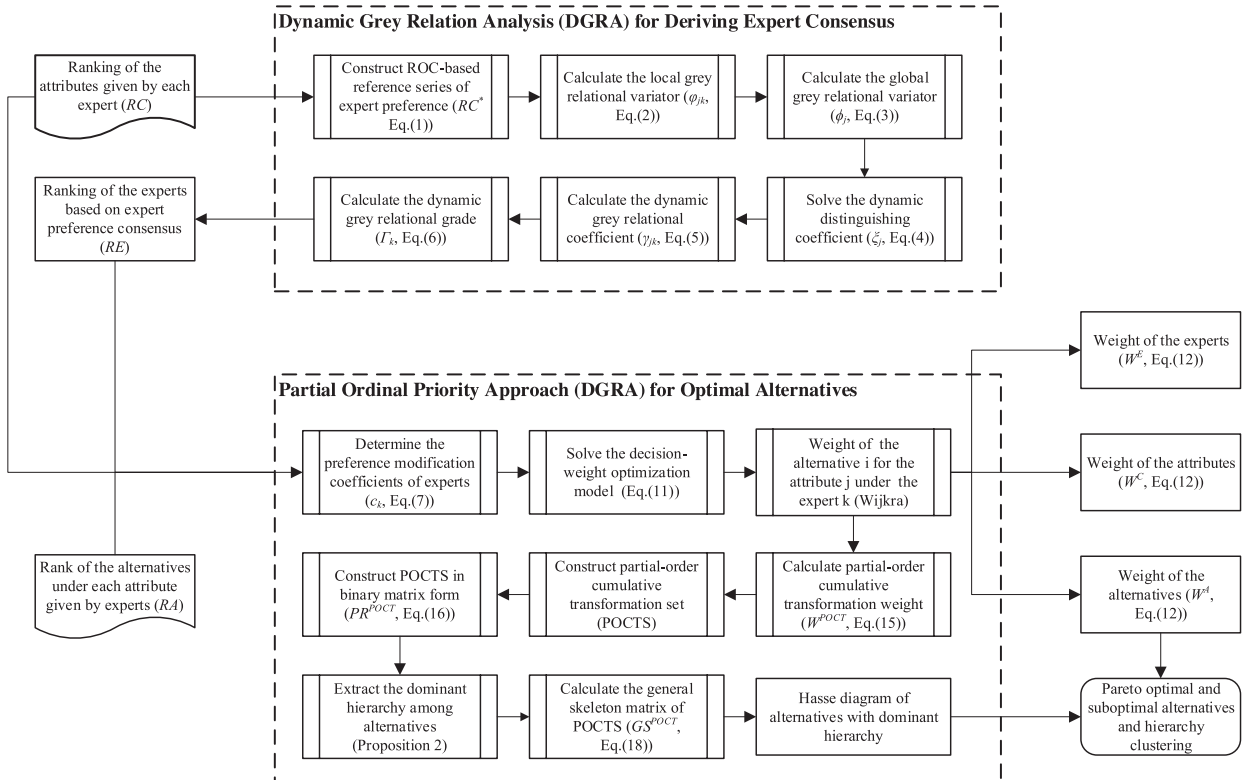 Dynamic Grey Relation Analysis (DGRA) for Deriving Expert Consensus
Ranking of the
attributes given by each
expert (RC)
Construct ROC-based
reference series of
expert preference (RC*
Eq.(1))
Calculate the local grey
relational variator (φjk,
Eq.(2))
Calculate the global
grey relational variator
(ϕj, Eq.(3))
Ranking of the experts
based on expert
preference consensus
(RE)
Calculate the dynamic
grey relational grade
(Γk, Eq.(6))
Calculate the dynamic
grey relational
coefficient (γjk, Eq.(5))
Solve the dynamic
distinguishing
coefficient (ξj, Eq.(4))
Weight of the experts
(W^E, Eq.(12))
Partial Ordinal Priority Approach (DGRA) for Optimal Alternatives
Determine the
preference modification
coefficients of experts
(ck, Eq.(7))
Solve the decision-
weight optimization
model (Eq.(11))
Weight of the
alternative i for the
attribute j under the
expert k (Wijkra)
Weight of the attributes
(W^C, Eq.(12))
Rank of the alternatives
under each attribute
given by experts (RA)
Construct POCTS in
binary matrix form
(PR^POCT, Eq.(16))
Construct partial-order
cumulative
transformation set
(POCTS)
Calculate partial-order
cumulative
transformation weight
(W^POCT, Eq.(15))
Weight of the
alternatives (W^A,
Eq.(12))
Extract the dominant
hierarchy among
alternatives
(Proposition 2)
Calculate the general
skeleton matrix of
POCTS (GS^POCT,
Eq.(18))
Hasse diagram of
alternatives with dominant
hierarchy
Pareto optimal and
suboptimal alternatives
and hierarchy
clustering